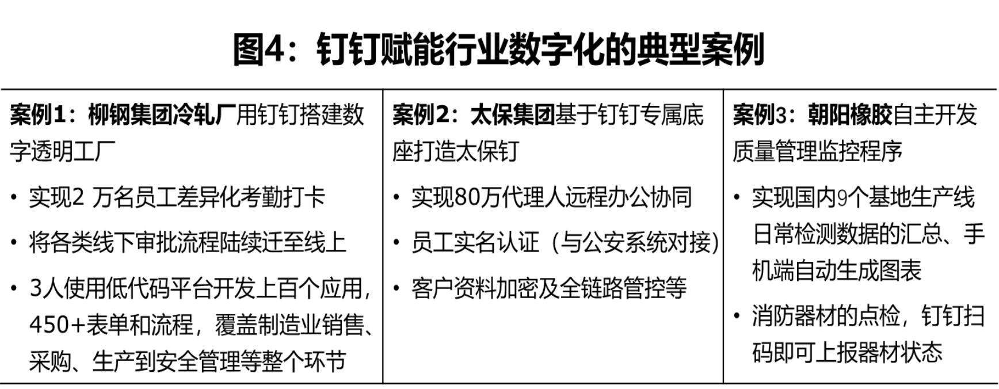 图4：钉钉赋能行业数字化的典型案例
案例1：柳钢集团冷轧厂用钉钉搭建数
字透明工厂
• 实现2 万名员工差异化考勤打卡
• 将各类线下审批流程陆续迁至线上
• 3人使用低代码平台开发上百个应用，
450+表单和流程，覆盖制造业销售、
采购、生产到安全管理等整个环节
案例2：太保集团基于钉钉专属底
座打造太保钉
• 实现80万代理人远程办公协同
• 员工实名认证（与公安系统对接）
• 客户资料加密及全链路管控等
案例3：朝阳橡胶自主开发
质量管理监控程序
• 实现国内9个基地生产线
日常检测数据的汇总、手
机端自动生成图表
• 消防器材的点检，钉钉扫
码即可上报器材状态